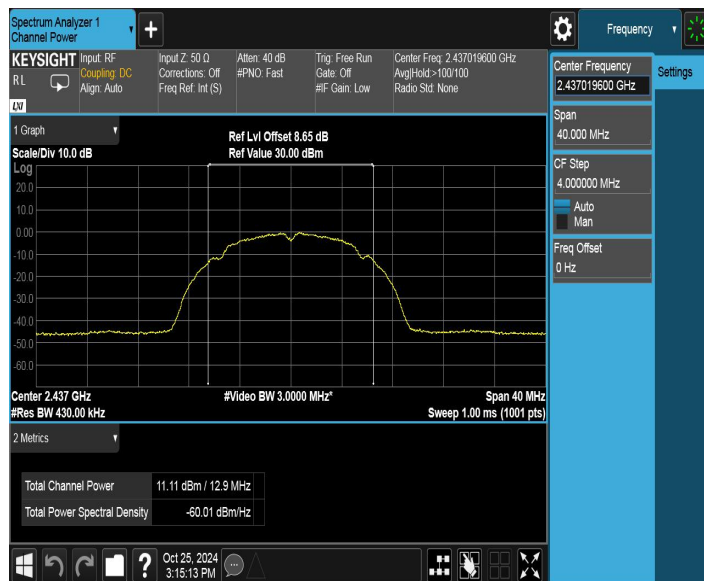 Spectrum Analyzer 1
Channel Power
Frequency
KEYSIGHT
R L
LXI
Input: RF
Coupling: DC
Align: Auto
Input Z: 50 Ω
Corrections: Off
Freq Ref: Int (S)
Atten: 40 dB
#PNO: Fast
Trig: Free Run
Gate: Off
#IF Gain: Low
Center Freq: 2.437019600 GHz
Avg|Hold:>100/100
Radio Std: None
Center Frequency
2.437019600 GHz
Settings
Span
40.000 MHz
CF Step
4.000000 MHz
Auto
Man
Freq Offset
0 Hz
1 Graph
Scale/Div 10.0 dB
Ref Lvl Offset 8.65 dB
Ref Value 30.00 dBm
Log
20.0
10.0
0.00
-10.0
-20.0
-30.0
-40.0
-50.0
-60.0
Center 2.437 GHz
#Video BW 3.0000 MHz*
Span 40 MHz
#Res BW 430.00 kHz
Sweep 1.00 ms (1001 pts)
2 Metrics
Total Channel Power 11.11 dBm / 12.9 MHz
Total Power Spectral Density -60.01 dBm/Hz
?
Oct 25, 2024
3:15:13 PM